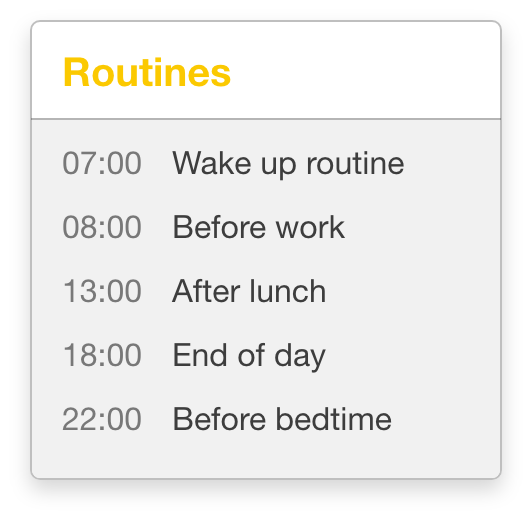 Routines
07:00 Wake up routine
08:00 Before work
13:00 After lunch
18:00 End of day
22:00 Before bedtime